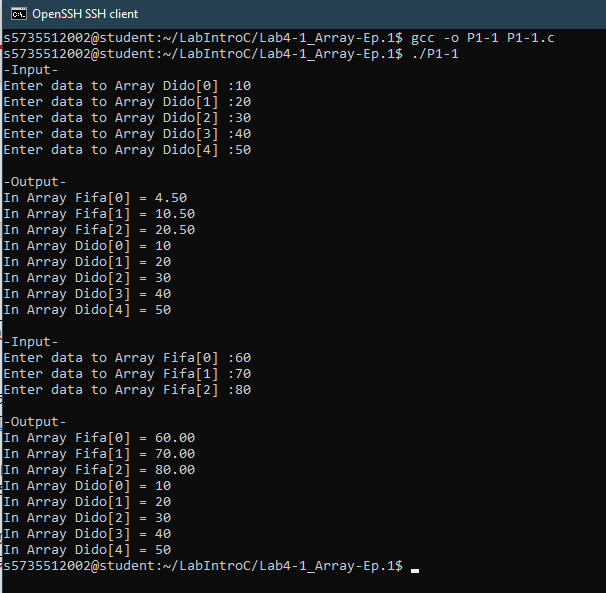 OpenSSH SSH client
s5735512002@student:~/LabIntroC/Lab4-1_Array-Ep.1$ gcc -o P1-1 P1-1.c
s5735512002@student:~/LabIntroC/Lab4-1_Array-Ep.1$ ./P1-1
-Input-
Enter data to Array Dido[0] :10
Enter data to Array Dido[1] :20
Enter data to Array Dido[2] :30
Enter data to Array Dido[3] :40
Enter data to Array Dido[4] :50
-Output-
In Array Fifa[0] = 4.50
In Array Fifa[1] = 10.50
In Array Fifa[2] = 20.50
In Array Dido[0] = 10
In Array Dido[1] = 20
In Array Dido[2] = 30
In Array Dido[3] = 40
In Array Dido[4] = 50
-Input-
Enter data to Array Fifa[0] :60
Enter data to Array Fifa[1] :70
Enter data to Array Fifa[2] :80
-Output-
In Array Fifa[0] = 60.00
In Array Fifa[1] = 70.00
In Array Fifa[2] = 80.00
In Array Dido[0] = 10
In Array Dido[1] = 20
In Array Dido[2] = 30
In Array Dido[3] = 40
In Array Dido[4] = 50
s5735512002@student:~/LabIntroC/Lab4-1_Array-Ep.1$